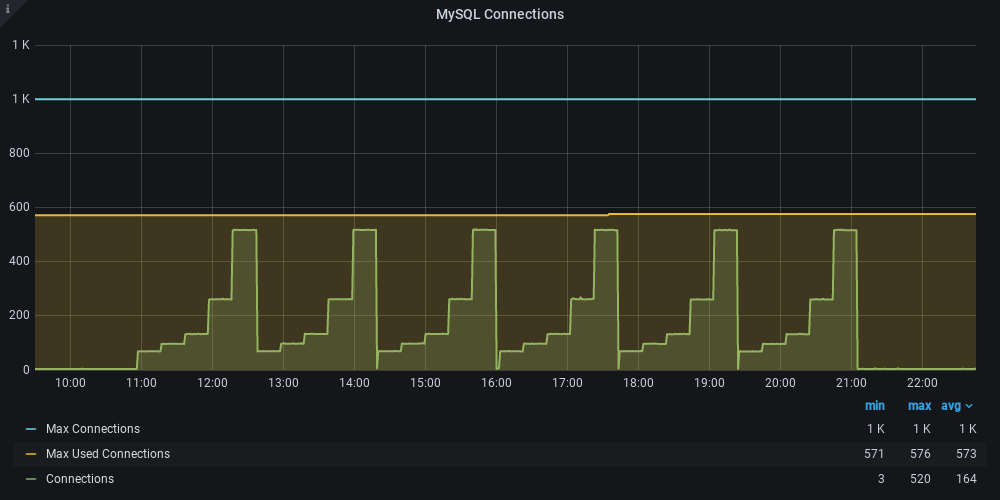 i
MySQL Connections
1 K
1 K
800
600
400
200
0
10:00 11:00 12:00 13:00 14:00 15:00 16:00 17:00 18:00 19:00 20:00 21:00 22:00
min max avg
Max Connections 1 K 1 K 1 K
Max Used Connections 571 576 573
Connections 3 520 164